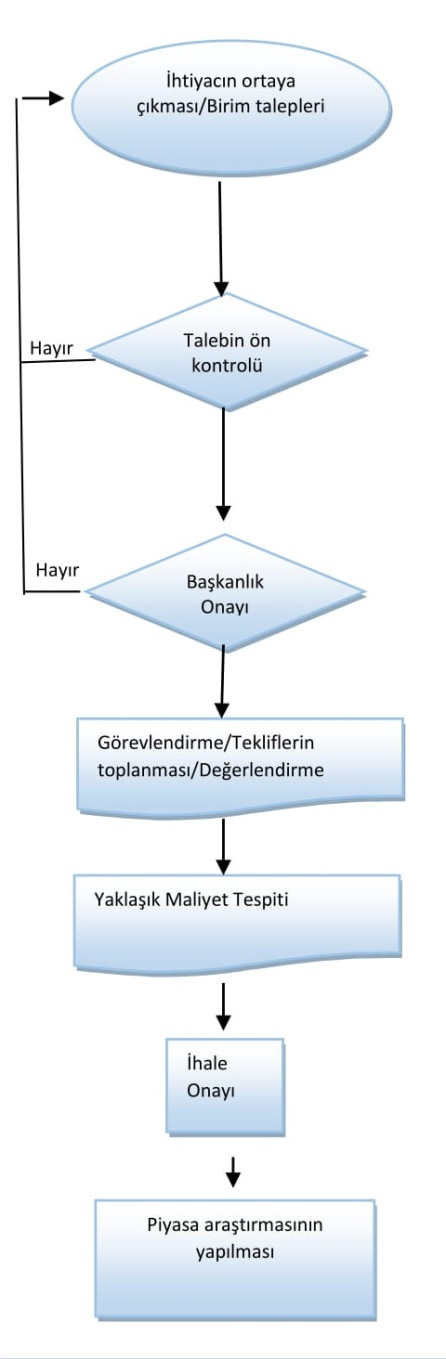 İhtiyacın ortaya
çıkması/Birim talepleri
Talebin ön
kontrolü
Hayır
Başkanlık
Onayı
Hayır
Görevlendirme/Tekliflerin
toplanması/Değerlendirme
Yaklaşık Maliyet Tespiti
İhale
Onayı
Piyasa araştırmasının
yapılması